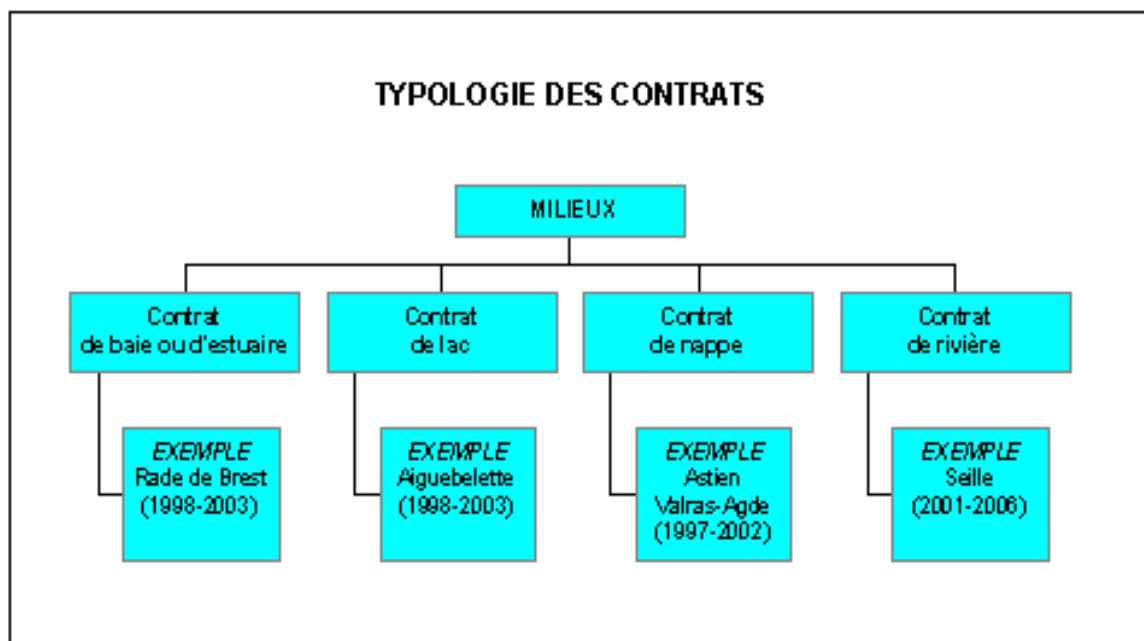 TYPOLOGIE DES CONTRATS
MILIEUX
Contrat
de baie ou d'estuaire
Contrat
de lac
Contrat
de nappe
Contrat
de rivière
EXEMPLE
Rade de Brest
(1998-2003)
EXEMPLE
Aiguebelette
(1998-2003)
EXEMPLE
Astien
Valras-Agde
(1997-2002)
EXEMPLE
Seille
(2001-2006)